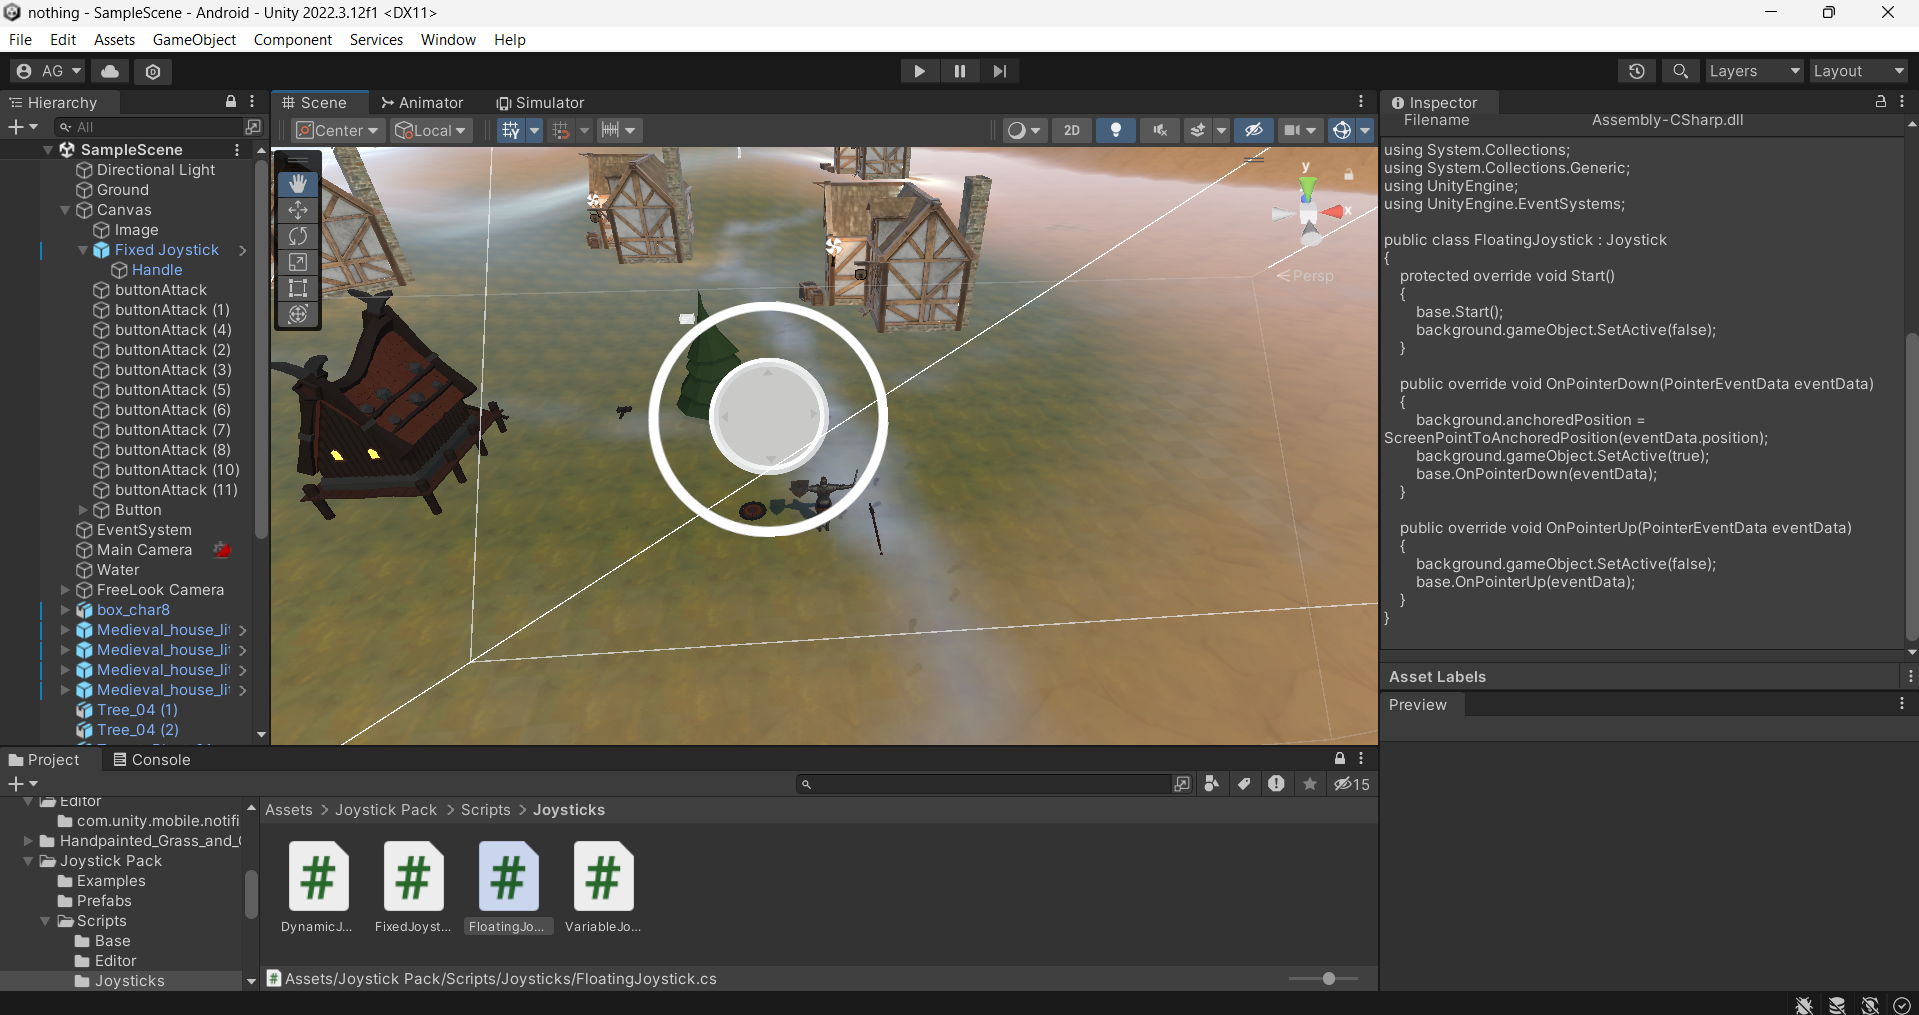 nothing - SampleScene - Android - Unity 2022.3.12f1 <DX11>
File Edit Assets GameObject Component Services Window Help
AG
Layers Layout
Hierarchy
All
SampleScene
Directional Light
Ground
Canvas
Image
Fixed Joystick
Handle
buttonAttack
buttonAttack (1)
buttonAttack (4)
buttonAttack (2)
buttonAttack (3)
buttonAttack (5)
buttonAttack (6)
buttonAttack (7)
buttonAttack (8)
buttonAttack (10)
buttonAttack (11)
Button
EventSystem
Main Camera
Water
FreeLook Camera
box_char8
Medieval_house_lit
Medieval_house_lit
Medieval_house_lit
Medieval_house_lit
Tree_04 (1)
Tree_04 (2)
Scene Animator Simulator
Center Local 2D
y
x
Persp
Inspector
Filename Assembly-CSharp.dll
using System.Collections;
using System.Collections.Generic;
using UnityEngine;
using UnityEngine.EventSystems;
public class FloatingJoystick : Joystick
{
protected override void Start()
{
base.Start();
background.gameObject.SetActive(false);
}
public override void OnPointerDown(PointerEventData eventData)
{
background.anchoredPosition =
ScreenPointToAnchoredPosition(eventData.position);
background.gameObject.SetActive(true);
base.OnPointerDown(eventData);
}
public override void OnPointerUp(PointerEventData eventData)
{
background.gameObject.SetActive(false);
base.OnPointerUp(eventData);
}
}
Asset Labels
Preview
Project Console
15
Editor
com.unity.mobile.notifi
Handpainted_Grass_and_
Joystick Pack
Examples
Prefabs
Scripts
Base
Editor
Joysticks
Assets > Joystick Pack > Scripts > Joysticks
DynamicJ... FixedJoyst... FloatingJo... VariableJo...
Assets/Joystick Pack/Scripts/Joysticks/FloatingJoystick.cs